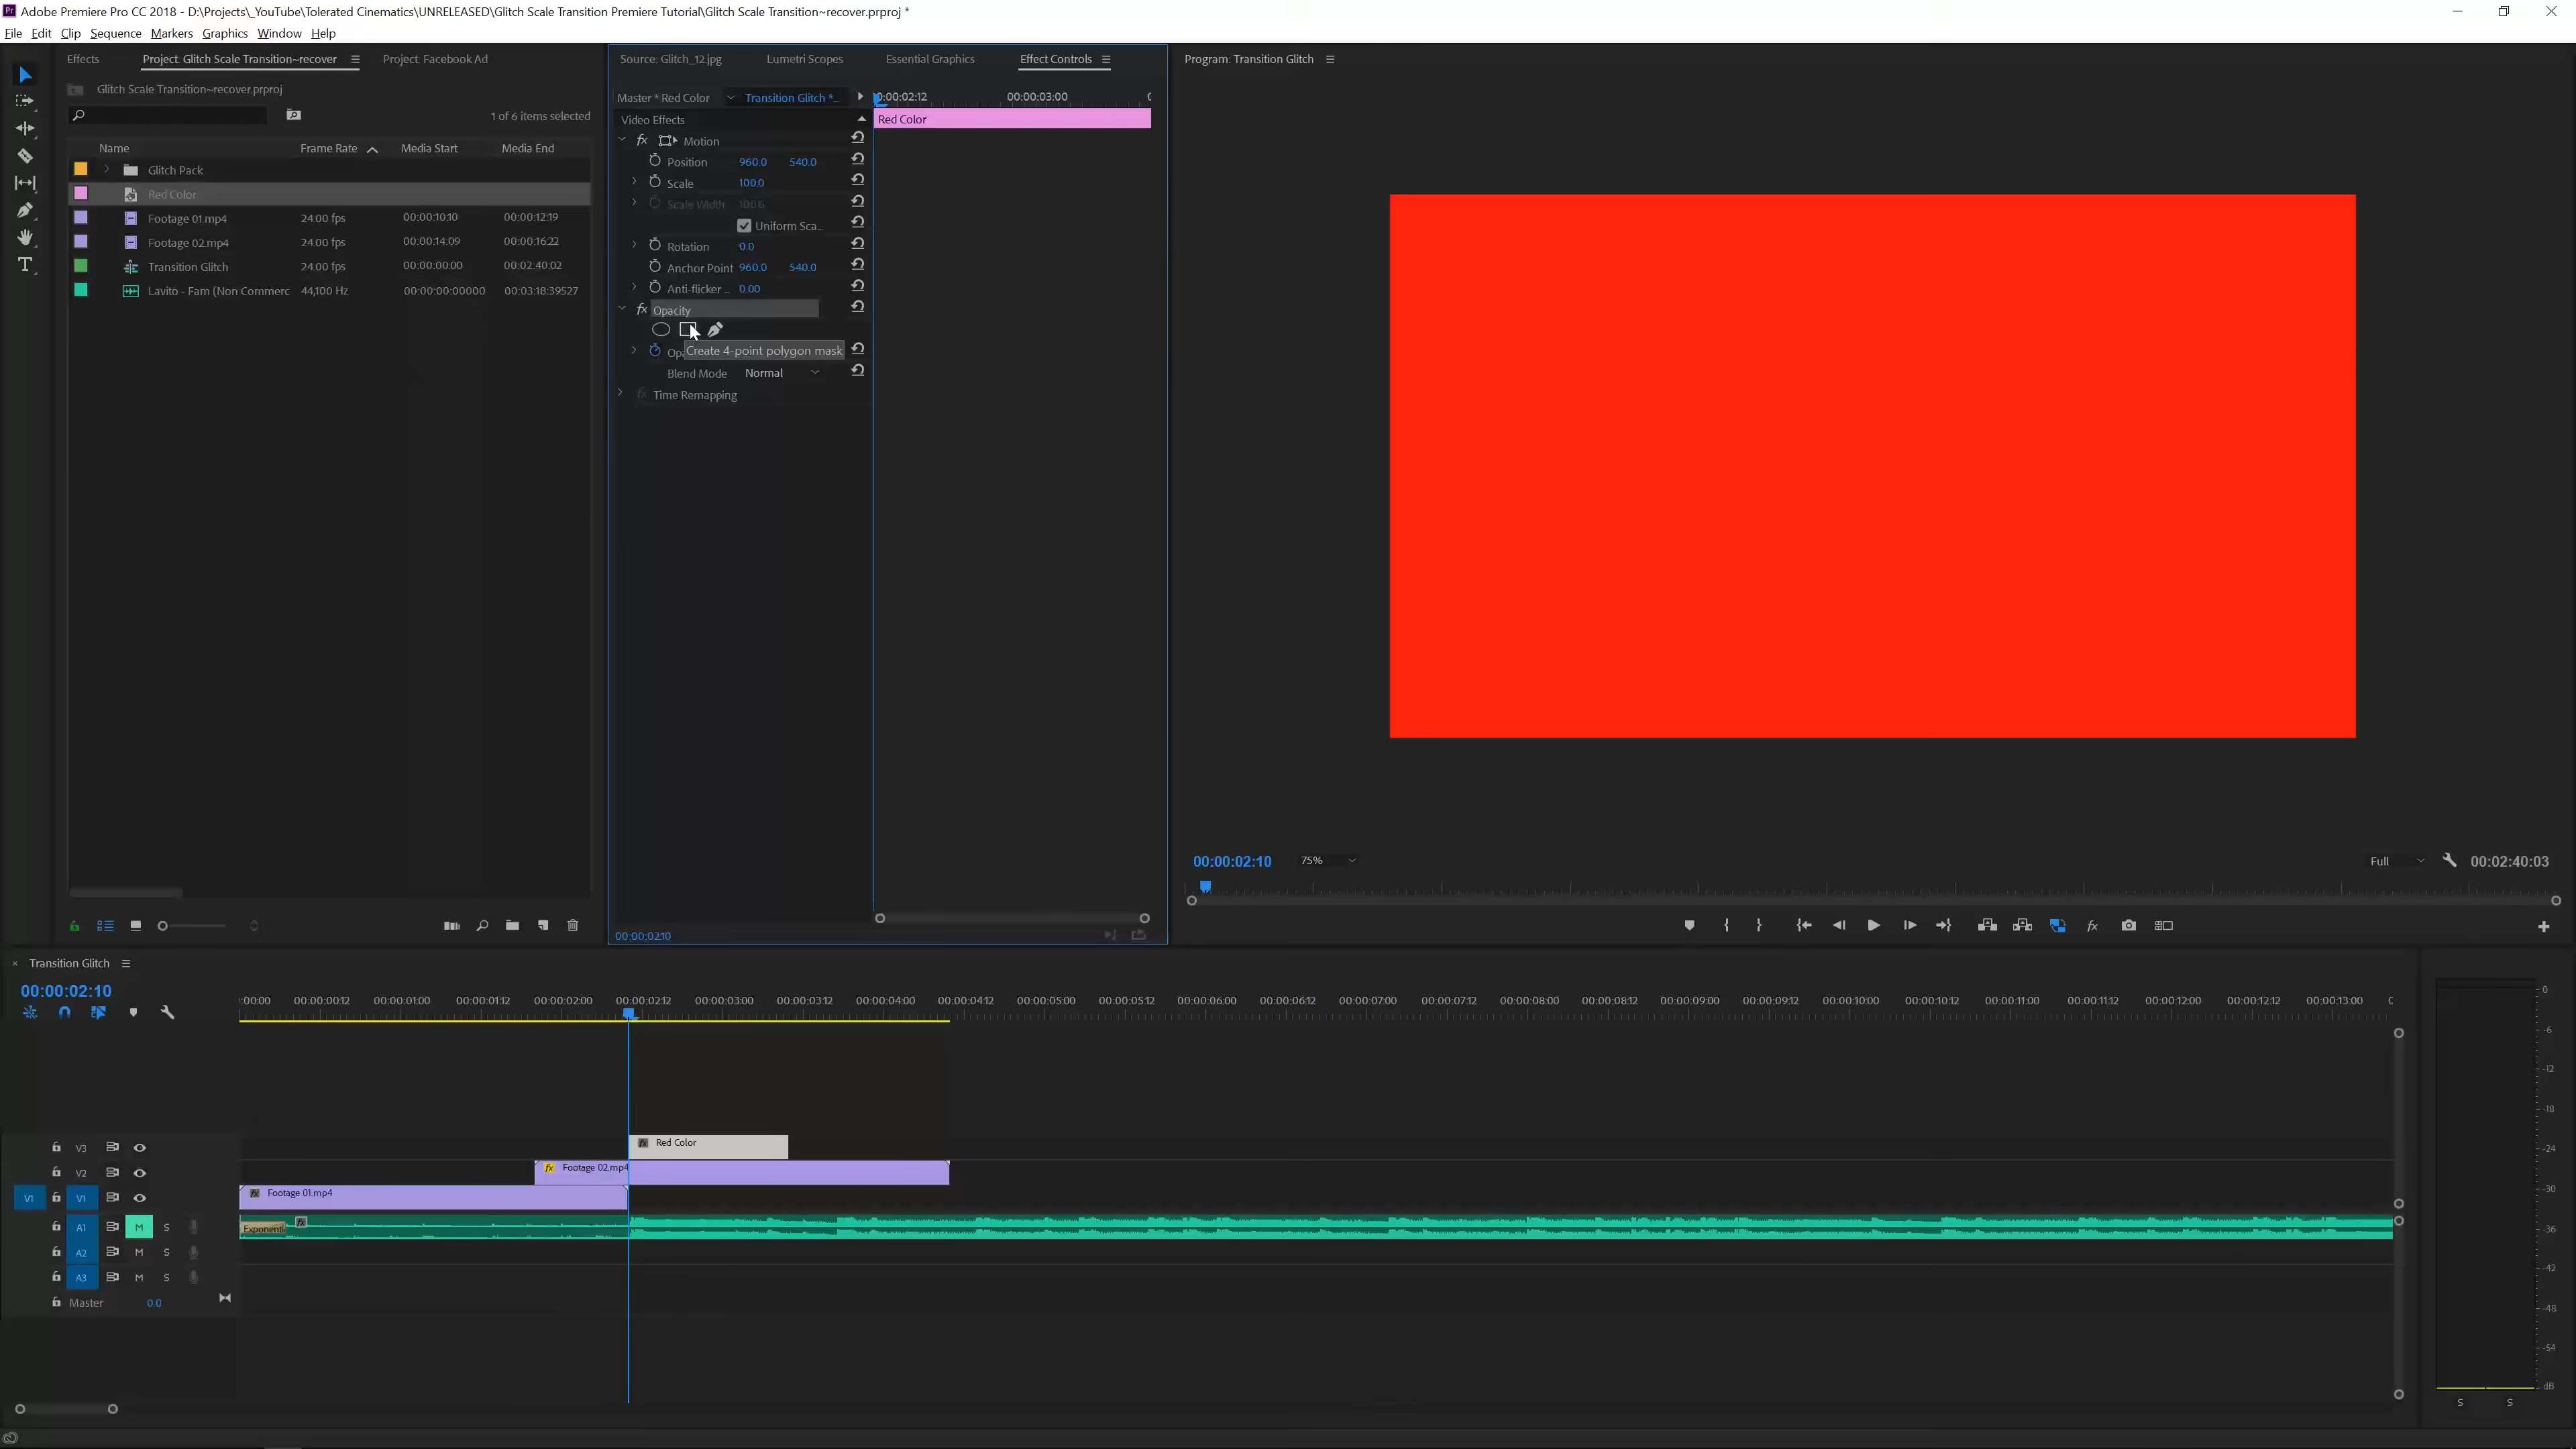 Adobe Premiere Pro CC 2018 - D:\Projects\_YouTube\Tolerated Cinematics\UNRELEASED\Glitch Scale Transition Premiere Tutorial\Glitch Scale Transition~recover.prproj *
File Edit Clip Sequence Markers Graphics Window Help
Effects
Project: Glitch Scale Transition~recover
Project: Facebook Ad
Glitch Scale Transition~recover.prproj
1 of 6 items selected
Name Frame Rate Media Start Media End
Glitch Pack
Red Color
Footage 01.mp4 24.00 fps 00:00:10:10 00:00:12:19
Footage 02.mp4 24.00 fps 00:00:14:09 00:00:16:22
Transition Glitch 24.00 fps 00:00:00:00 00:02:40:02
Lavito - Fam (Non Commerc 44,100 Hz 00:00:00:00000 00:03:18:39527
Source: Glitch_12.jpg
Lumetri Scopes
Essential Graphics
Effect Controls
Master * Red Color
Transition Glitch *...
0:00:02:12 00:00:03:00
Video Effects
Red Color
fx Motion
Position 960.0 540.0
Scale 100.0
Scale Width 100.0
Uniform Sca...
Rotation 0.0
Anchor Point 960.0 540.0
Anti-flicker ... 0.00
fx Opacity
Create 4-point polygon mask
Blend Mode Normal
fx Time Remapping
00:00:02:10
Program: Transition Glitch
00:00:02:10 75% Full 00:02:40:03
fx
Transition Glitch
00:00:02:10
:00:00 00:00:00:12 00:00:01:00 00:00:01:12 00:00:02:00 00:00:02:12 00:00:03:00 00:00:03:12 00:00:04:00 00:00:04:12 00:00:05:00 00:00:05:12 00:00:06:00 00:00:06:12 00:00:07:00 00:00:07:12 00:00:08:00 00:00:08:12 00:00:09:00 00:00:09:12 00:00:10:00 00:00:10:12 00:00:11:00 00:00:11:12 00:00:12:00 00:00:12:12 00:00:13:00
V3 fx Red Color
V2 fx Footage 02.mp4
V1 V1 fx Footage 01.mp4
A1 M S Exponenti fx
A2 M S
A3 M S
Master 0.0
0
-6
-12
-18
-24
-30
-36
-42
-48
-54
dB
S S